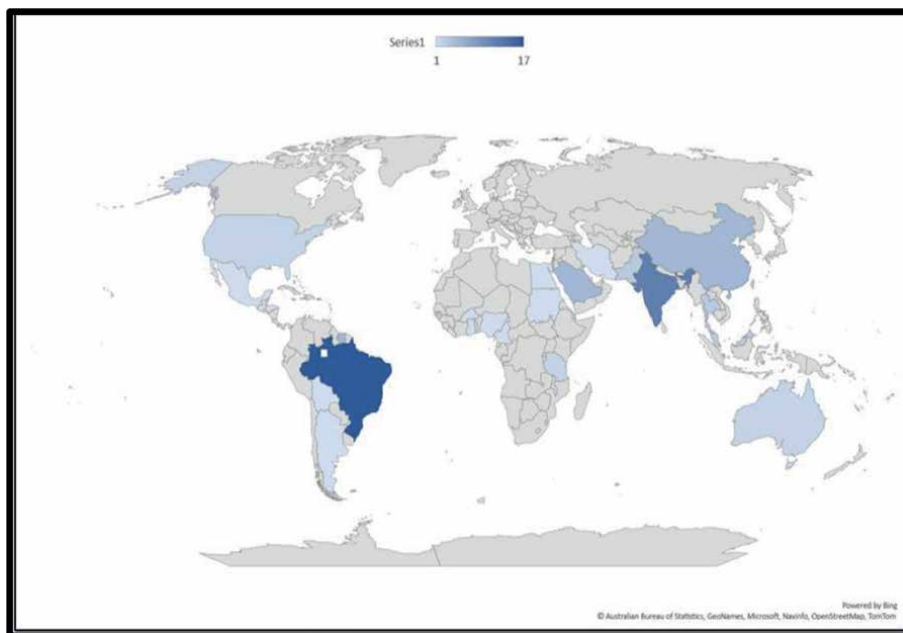 Series1
1 17
Powered by Bing
© Australian Bureau of Statistics, GeoNames, Microsoft, Navinfo, OpenStreetMap, TomTom